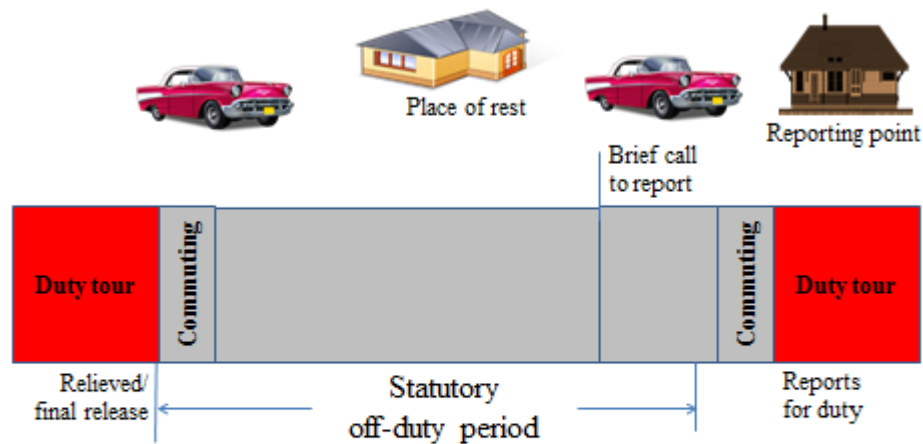 Place of rest
Reporting point
Brief call
to report
Duty tour
Commuting
Commuting
Duty tour
Relieved/
final release
Statutory
off-duty period
Reports
for duty